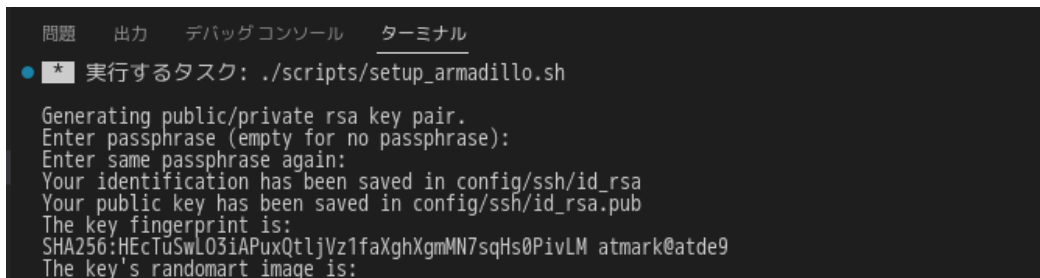 問題 出力 デバッグ コンソール ターミナル
* 実行するタスク: ./scripts/setup_armadillo.sh
Generating public/private rsa key pair.
Enter passphrase (empty for no passphrase):
Enter same passphrase again:
Your identification has been saved in config/ssh/id_rsa
Your public key has been saved in config/ssh/id_rsa.pub
The key fingerprint is:
SHA256:HEcTuSwLO3iAPuxQtljVz1faXghXgmMN7sqHs0PivLM atmark@atde9
The key's randomart image is: